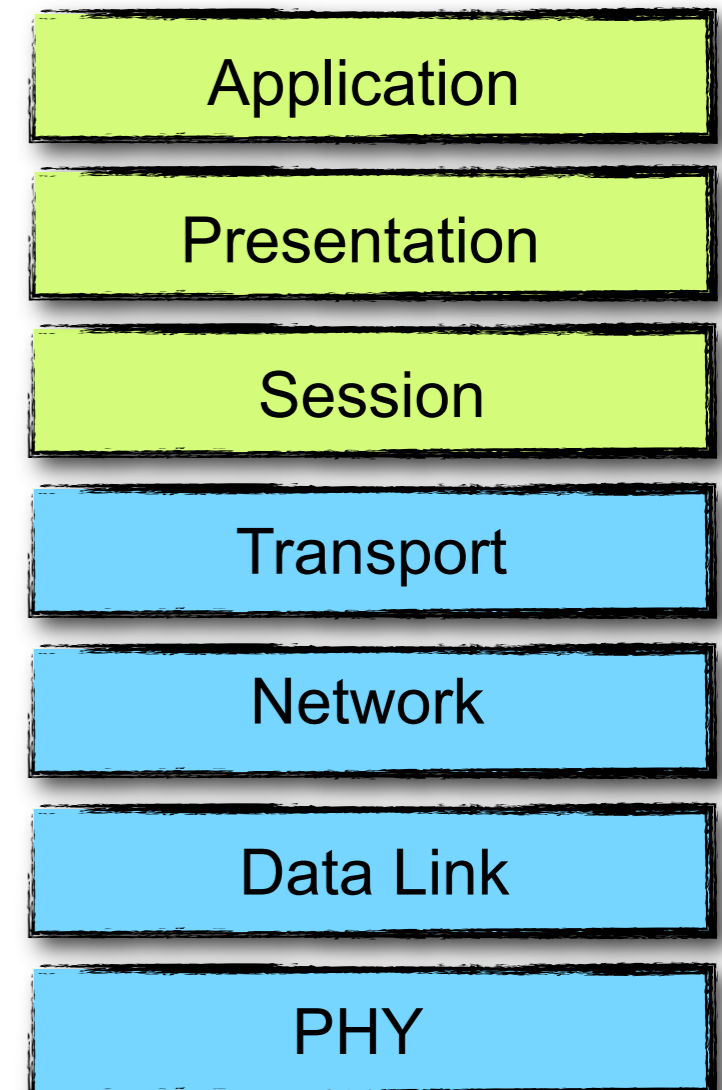 Application
Presentation
Session
Transport
Network
Data Link
PHY